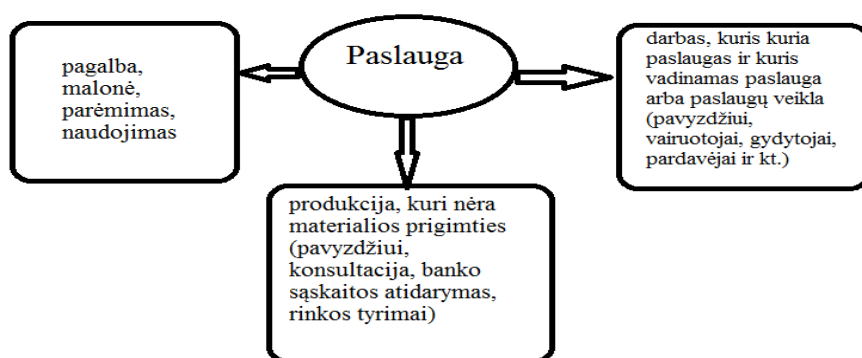 Paslauga
pagalba,
malonė,
parėmimas,
naudojimas
darbas, kuris kuria
paslaugas ir kuris
vadinamas paslauga
arba paslaugų veikla
(pavyzdžiui,
vairuotojai, gydytojai,
pardavėjai ir kt.)
produkcija, kuri nėra
materialios prigimties
(pavyzdžiui,
konsultacija, banko
sąskaitos atidarymas,
rinkos tyrimai)